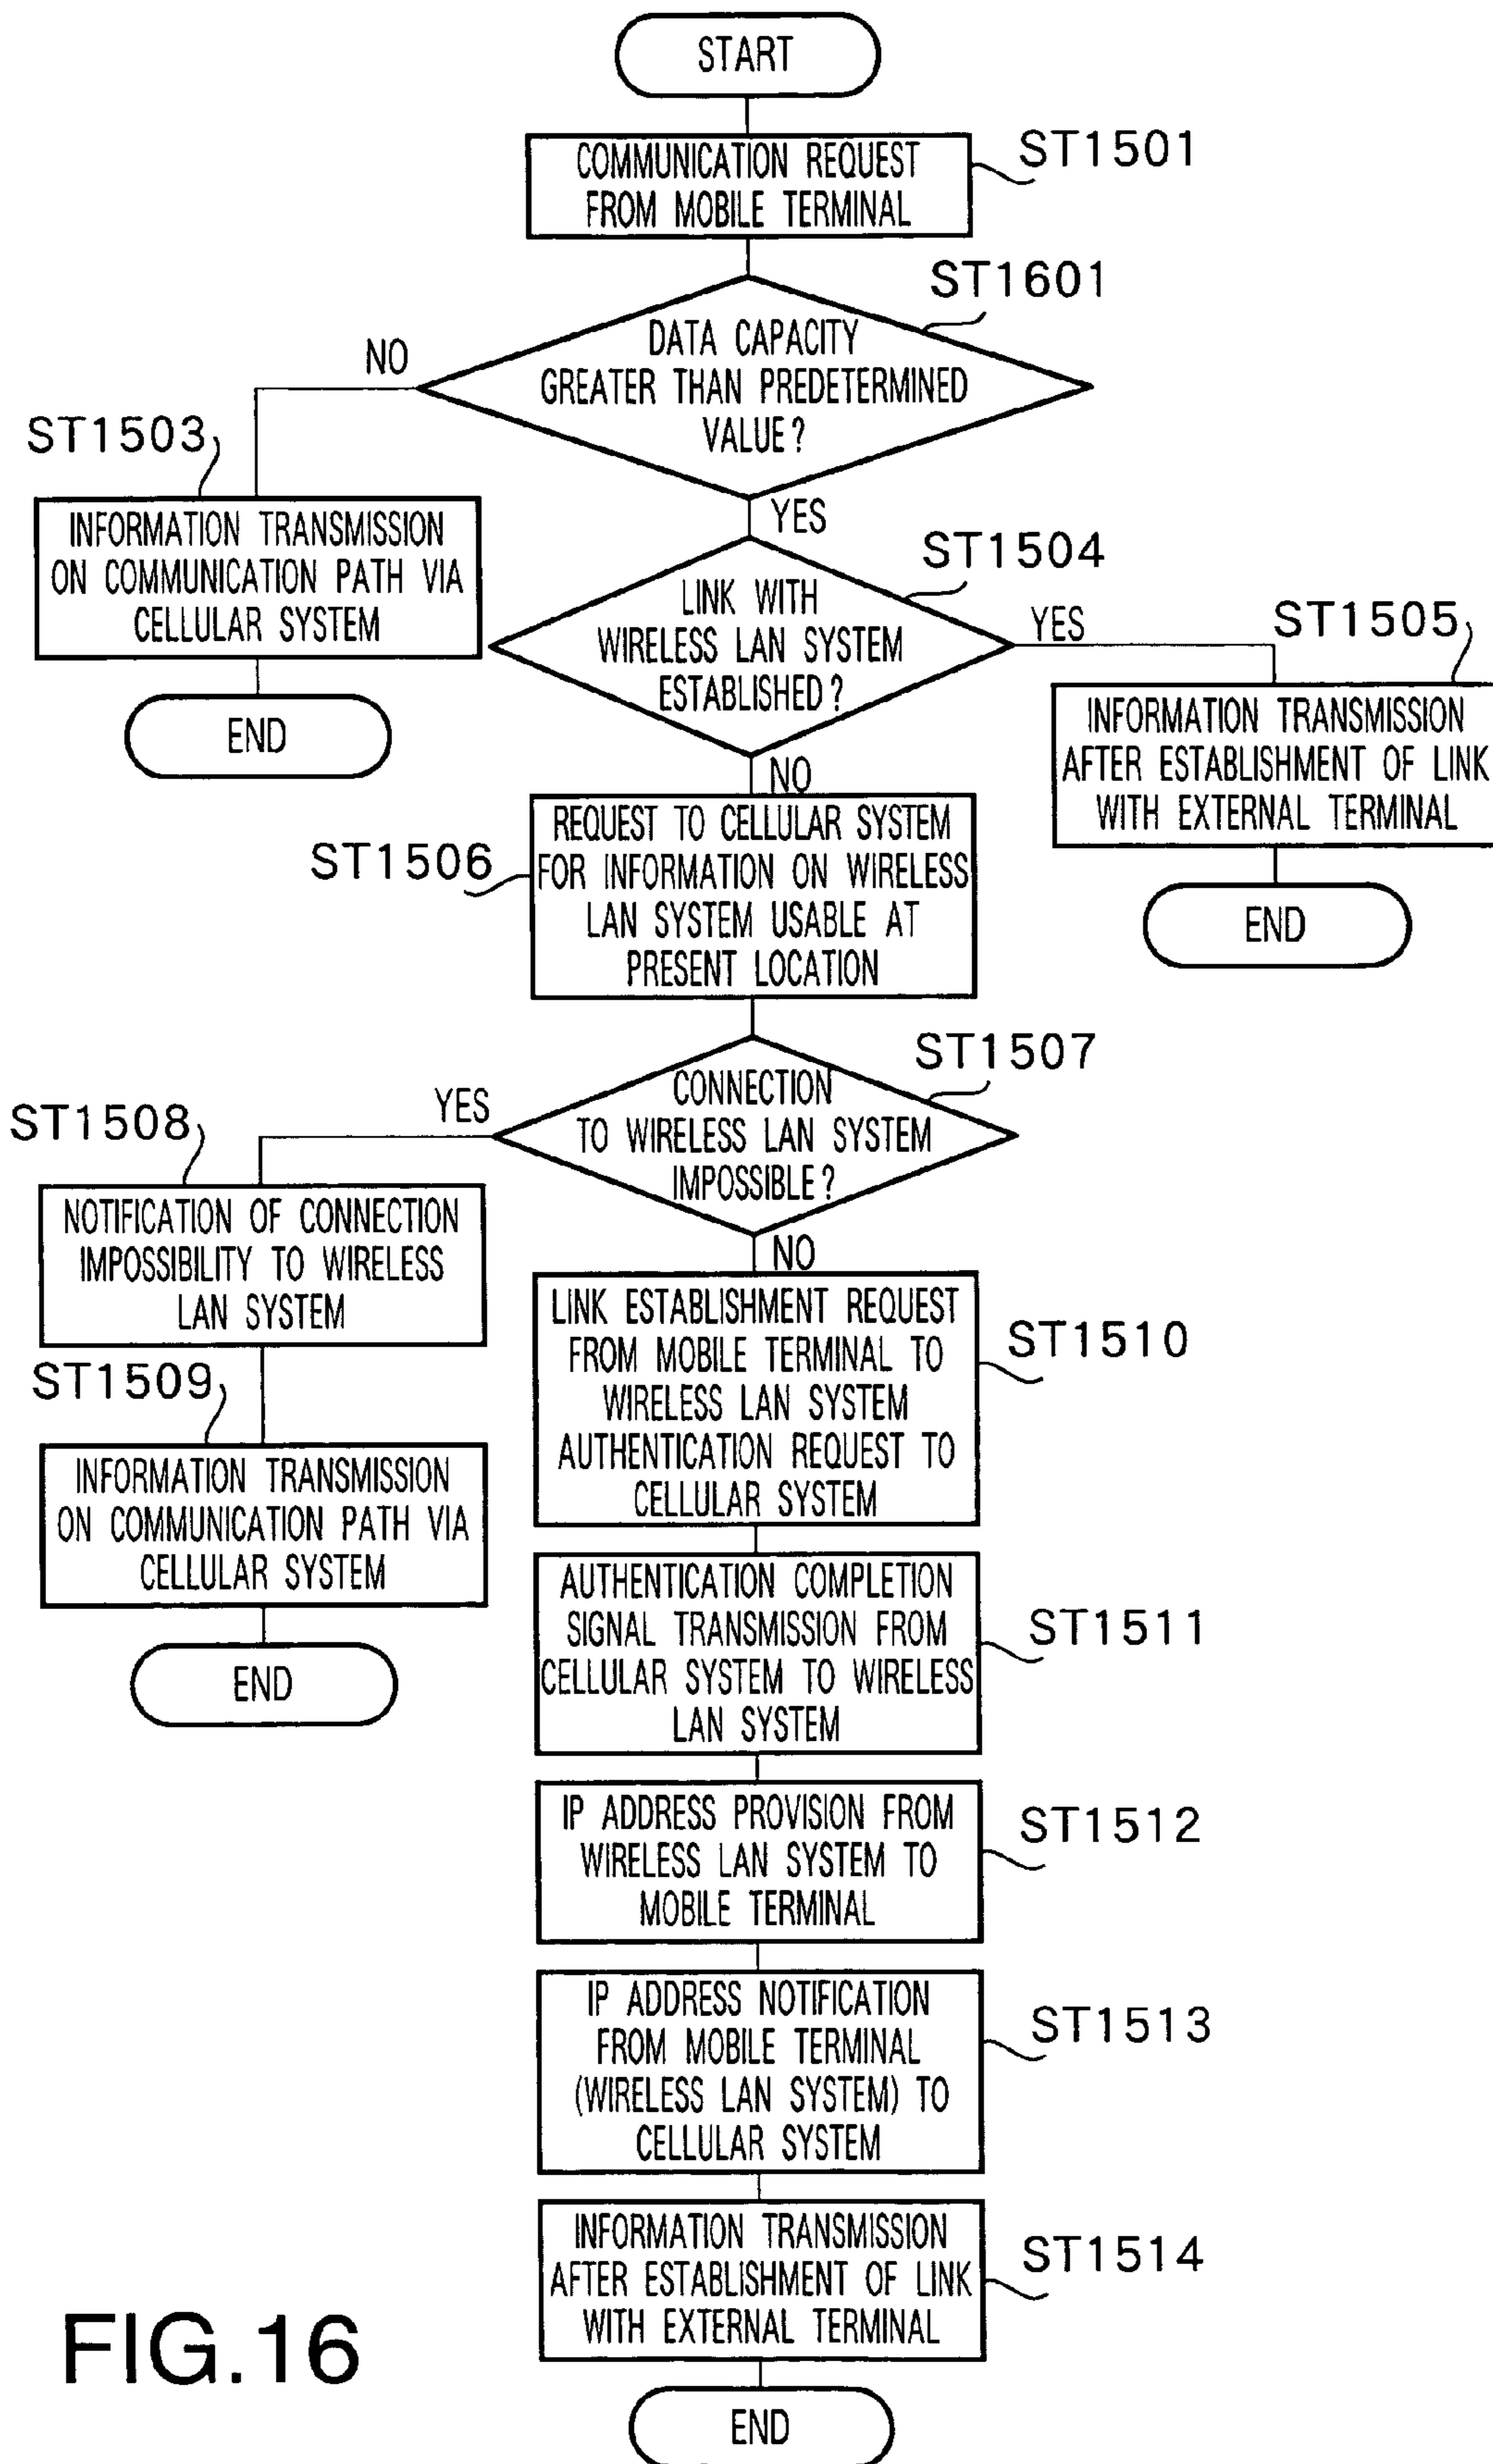 START
COMMUNICATION REQUEST
FROM MOBILE TERMINAL
ST1501
ST1601
DATA CAPACITY
GREATER THAN PREDETERMINED
VALUE?
NO
ST1503
INFORMATION TRANSMISSION
ON COMMUNICATION PATH VIA
CELLULAR SYSTEM
END
YES
ST1504
LINK WITH
WIRELESS LAN SYSTEM
ESTABLISHED?
YES
ST1505
INFORMATION TRANSMISSION
AFTER ESTABLISHMENT OF LINK
WITH EXTERNAL TERMINAL
END
NO
ST1506
REQUEST TO CELLULAR SYSTEM
FOR INFORMATION ON WIRELESS
LAN SYSTEM USABLE AT
PRESENT LOCATION
ST1507
CONNECTION
TO WIRELESS LAN SYSTEM
IMPOSSIBLE?
YES
ST1508
NOTIFICATION OF CONNECTION
IMPOSSIBILITY TO WIRELESS
LAN SYSTEM
ST1509
INFORMATION TRANSMISSION
ON COMMUNICATION PATH VIA
CELLULAR SYSTEM
END
NO
LINK ESTABLISHMENT REQUEST
FROM MOBILE TERMINAL TO
WIRELESS LAN SYSTEM
AUTHENTICATION REQUEST TO
CELLULAR SYSTEM
ST1510
AUTHENTICATION COMPLETION
SIGNAL TRANSMISSION FROM
CELLULAR SYSTEM TO WIRELESS
LAN SYSTEM
ST1511
IP ADDRESS PROVISION FROM
WIRELESS LAN SYSTEM TO
MOBILE TERMINAL
ST1512
IP ADDRESS NOTIFICATION
FROM MOBILE TERMINAL
(WIRELESS LAN SYSTEM) TO
CELLULAR SYSTEM
ST1513
INFORMATION TRANSMISSION
AFTER ESTABLISHMENT OF LINK
WITH EXTERNAL TERMINAL
ST1514
END
FIG.16